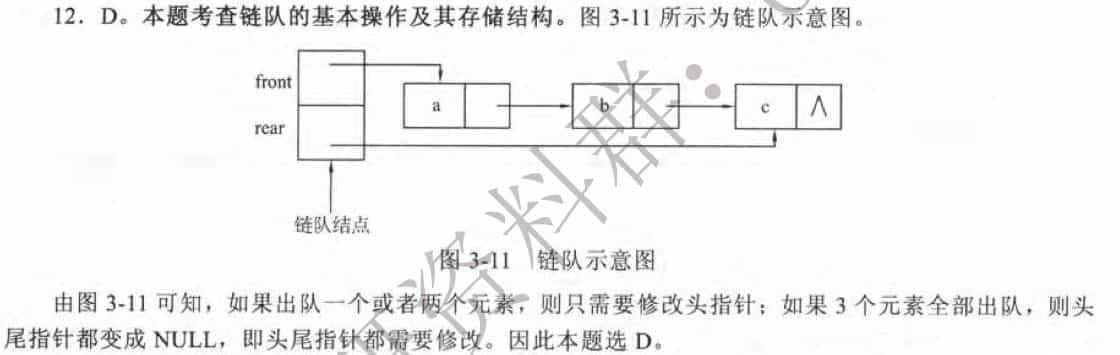 12．D。本题考查链队的基本操作及其存储结构。图 3-11 所示为链队示意图。
front
a
b
c
∧
rear
链队结点
图 3-11 链队示意图
由图 3-11 可知，如果出队一个或者两个元素，则只需要修改头指针；如果 3 个元素全部出队，则头
尾指针都变成 NULL，即头尾指针都需要修改。因此本题选 D。
资料群：